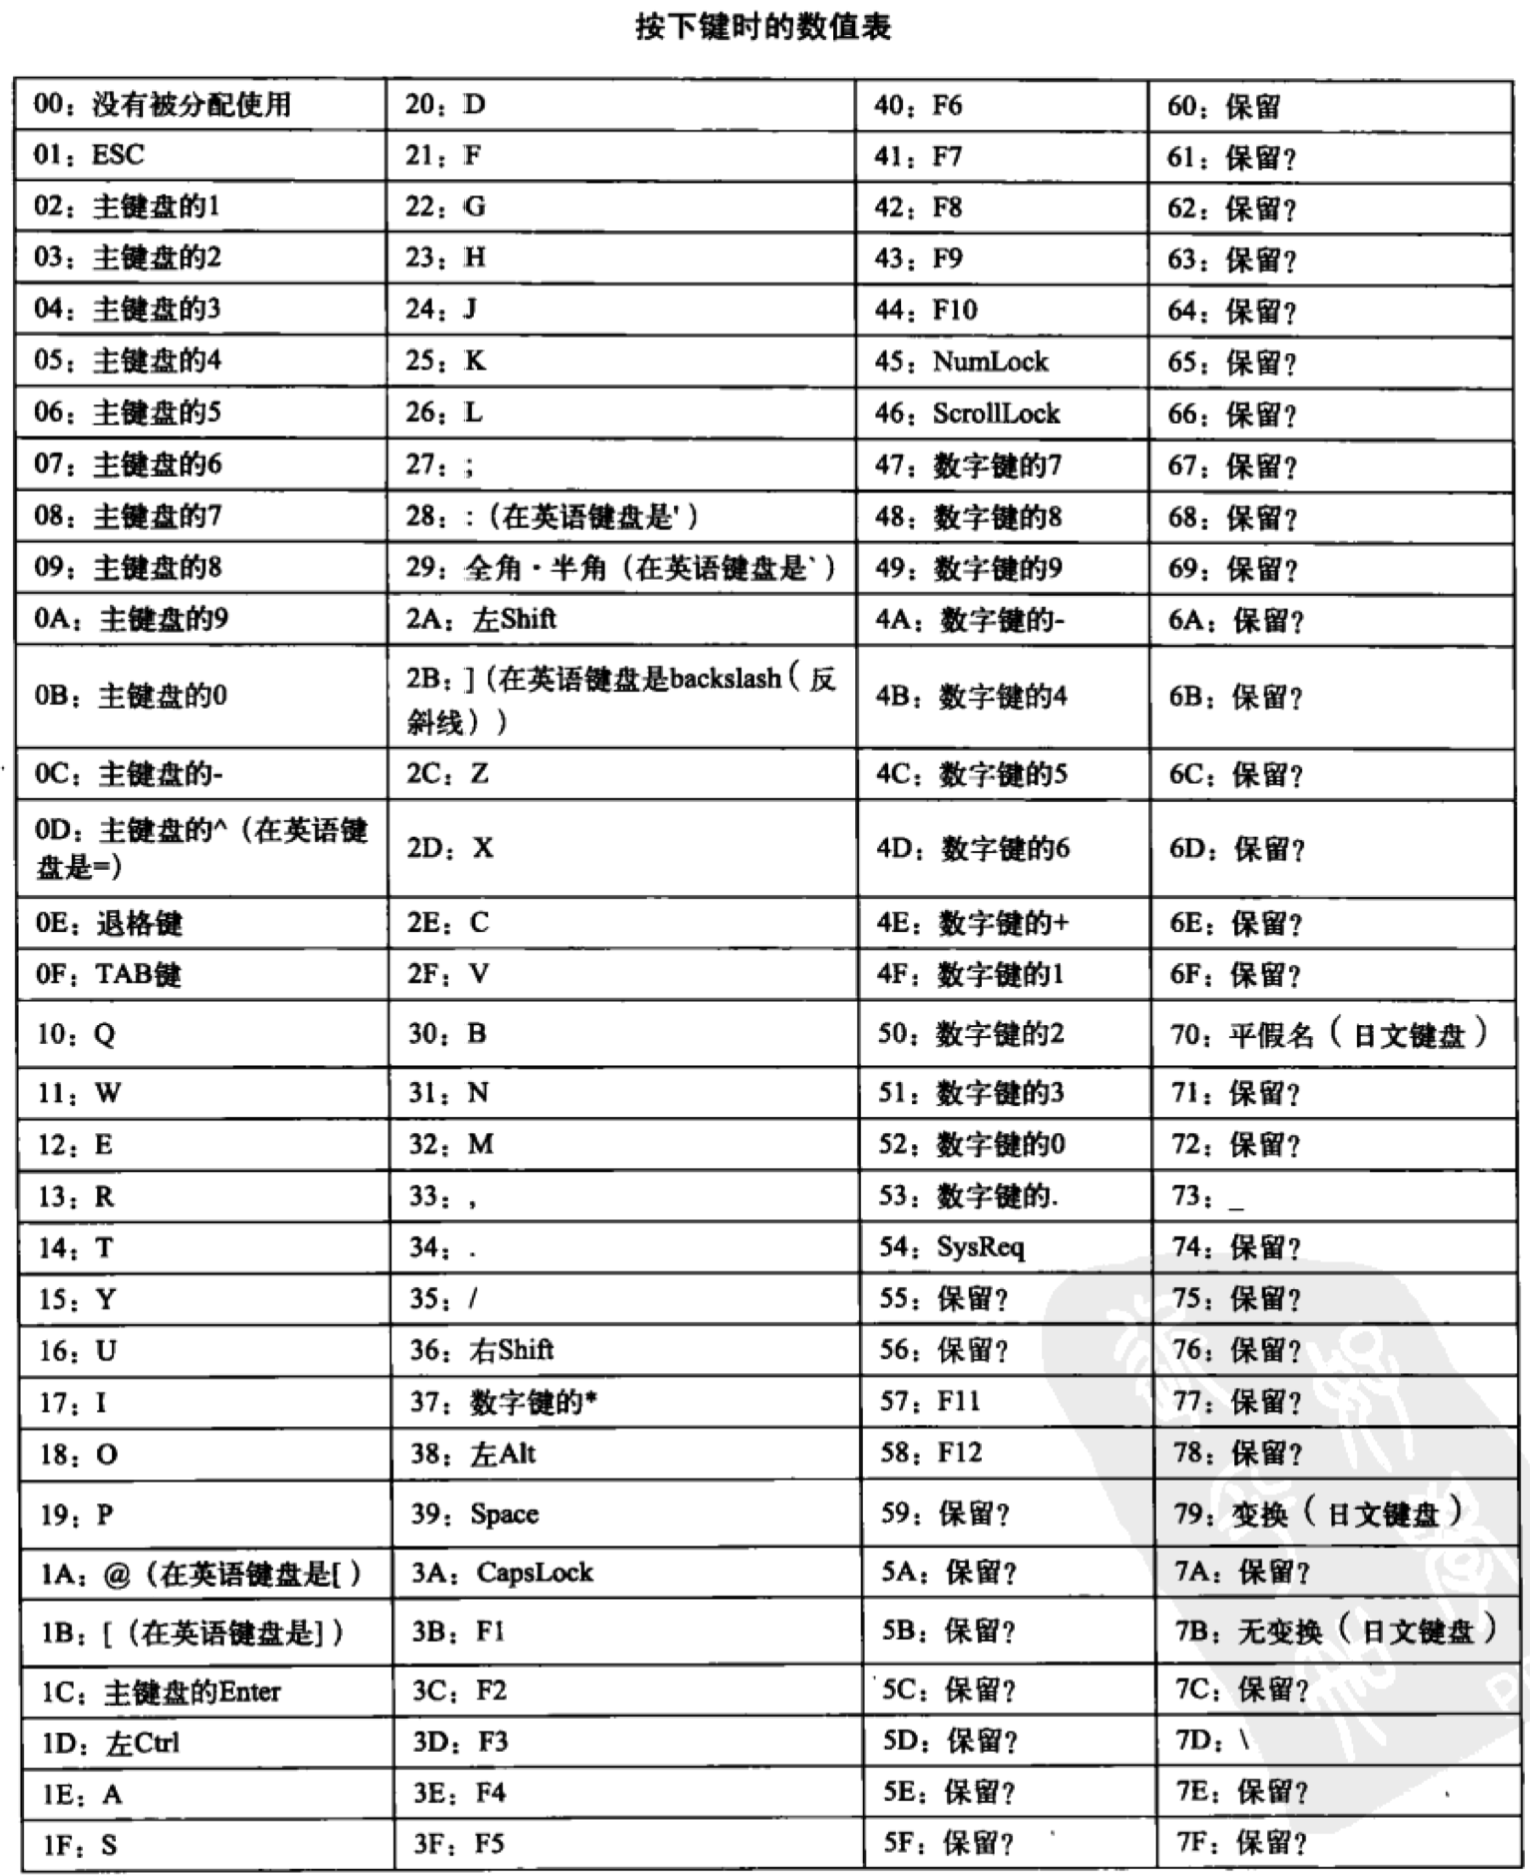 按下键时的数值表
00：没有被分配使用 20：D 40：F6 60：保留
01：ESC 21：F 41：F7 61：保留?
02：主键盘的1 22：G 42：F8 62：保留?
03：主键盘的2 23：H 43：F9 63：保留?
04：主键盘的3 24：J 44：F10 64：保留?
05：主键盘的4 25：K 45：NumLock 65：保留?
06：主键盘的5 26：L 46：ScrollLock 66：保留?
07：主键盘的6 27：; 47：数字键的7 67：保留?
08：主键盘的7 28：:（在英语键盘是'） 48：数字键的8 68：保留?
09：主键盘的8 29：全角·半角（在英语键盘是`） 49：数字键的9 69：保留?
0A：主键盘的9 2A：左Shift 4A：数字键的- 6A：保留?
0B：主键盘的0 2B：]（在英语键盘是backslash（反
斜线）） 4B：数字键的4 6B：保留?
0C：主键盘的- 2C：Z 4C：数字键的5 6C：保留?
0D：主键盘的^（在英语键
盘是=） 2D：X 4D：数字键的6 6D：保留?
0E：退格键 2E：C 4E：数字键的+ 6E：保留?
0F：TAB键 2F：V 4F：数字键的1 6F：保留?
10：Q 30：B 50：数字键的2 70：平假名（日文键盘）
11：W 31：N 51：数字键的3 71：保留?
12：E 32：M 52：数字键的0 72：保留?
13：R 33：, 53：数字键的. 73：_
14：T 34：. 54：SysReq 74：保留?
15：Y 35：/ 55：保留? 75：保留?
16：U 36：右Shift 56：保留? 76：保留?
17：I 37：数字键的* 57：F11 77：保留?
18：O 38：左Alt 58：F12 78：保留?
19：P 39：Space 59：保留? 79：变换（日文键盘）
1A：@（在英语键盘是[） 3A：CapsLock 5A：保留? 7A：保留?
1B：[（在英语键盘是]） 3B：F1 5B：保留? 7B：无变换（日文键盘）
1C：主键盘的Enter 3C：F2 5C：保留? 7C：保留?
1D：左Ctrl 3D：F3 5D：保留? 7D：\
1E：A 3E：F4 5E：保留? 7E：保留?
1F：S 3F：F5 5F：保留? 7F：保留?